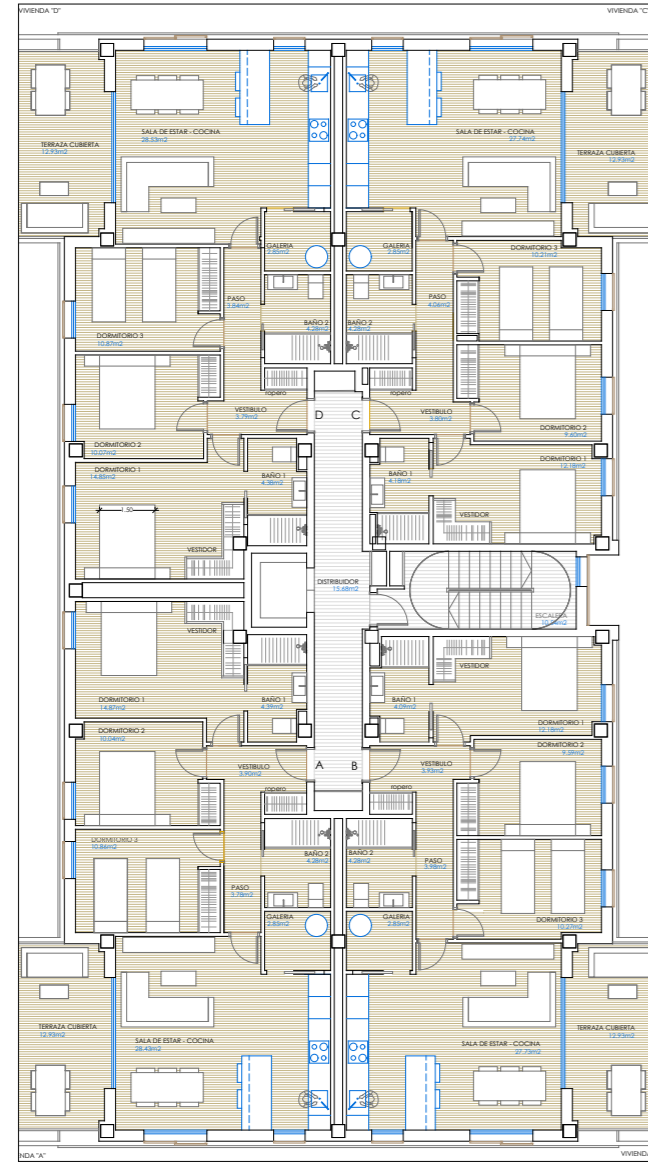 VIVIENDA "D"
VIVIENDA "C"
SALA DE ESTAR - COCINA
28.53m2
SALA DE ESTAR - COCINA
27.74m2
TERRAZA CUBIERTA
12.93m2
TERRAZA CUBIERTA
12.93m2
GALERIA
2.85m2
GALERIA
2.85m2
DORMITORIO 3
10.21m2
PASO
3.84m2
PASO
4.06m2
BAÑO 2
4.28m2
BAÑO 2
4.28m2
DORMITORIO 3
10.87m2
ropero
ropero
VESTIBULO
3.79m2
D
C
VESTIBULO
3.80m2
DORMITORIO 2
9.60m2
DORMITORIO 2
10.07m2
DORMITORIO 1
14.85m2
BAÑO 1
4.38m2
BAÑO 1
4.18m2
DORMITORIO 1
12.18m2
1.50
VESTIDOR
VESTIDOR
DISTRIBUIDOR
15.68m2
ESCALERA
VESTIDOR
VESTIDOR
DORMITORIO 1
14.87m2
BAÑO 1
4.39m2
BAÑO 1
4.09m2
DORMITORIO 1
12.18m2
DORMITORIO 2
10.04m2
DORMITORIO 2
9.59m2
VESTIBULO
3.90m2
A
B
VESTIBULO
3.93m2
ropero
ropero
DORMITORIO 3
10.86m2
BAÑO 2
4.28m2
BAÑO 2
4.28m2
PASO
3.98m2
PASO
3.78m2
GALERIA
2.85m2
GALERIA
2.85m2
DORMITORIO 3
10.27m2
TERRAZA CUBIERTA
12.93m2
SALA DE ESTAR - COCINA
28.43m2
SALA DE ESTAR - COCINA
27.73m2
TERRAZA CUBIERTA
12.93m2
NDA "A"
VIVIEND